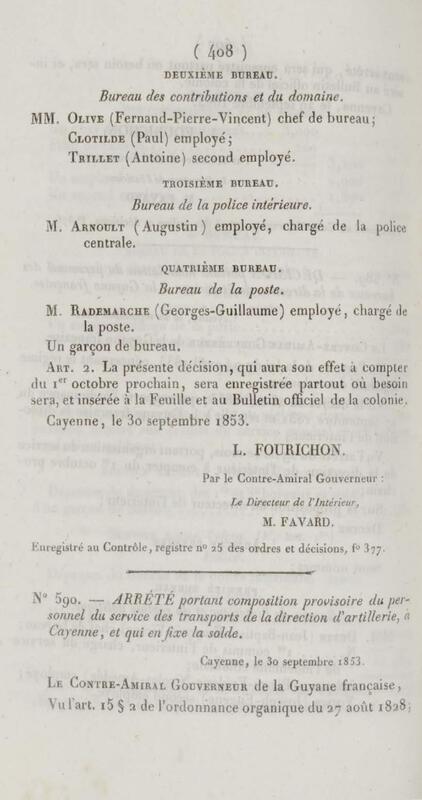 ( 408 )
DEUXIÈME BUREAU.
Bureau des contributions et du domaine.
MM. OLIVE (Fernand-Pierre-Vincent) chef de bureau;
CLOTILDE (Paul) employé;
TRILLET (Antoine) second employé.
TROISIÈME BUREAU.
Bureau de la police intérieure.
M. ARNOULT (Augustin) employé, chargé de la police
centrale.
QUATRIÈME BUREAU.
Bureau de la poste.
M. RADEMARCHE (Georges-Guillaume) employé, chargé de
la poste.
Un garçon de bureau.
ART. 2. La présente décision, qui aura son effet à compter
du 1er octobre prochain, sera enregistrée partout où besoin
sera, et insérée à la Feuille et au Bulletin officiel de la colonie.
Cayenne, le 30 septembre 1853.
L. FOURICHON.
Par le Contre-Amiral Gouverneur :
Le Directeur de l'Intérieur,
M. FAVARD.
Enregistré au Contrôle, registre n° 25 des ordres et décisions, f° 377.
N° 590. — ARRÊTÉ portant composition provisoire du per-
sonnel du service des transports de la direction d'artillerie, à
Cayenne, et qui en fixe la solde.
Cayenne, le 30 septembre 1853.
LE CONTRE-AMIRAL GOUVERNEUR de la Guyane française,
Vu l'art. 15 § 2 de l'ordonnance organique du 27 août 1828;